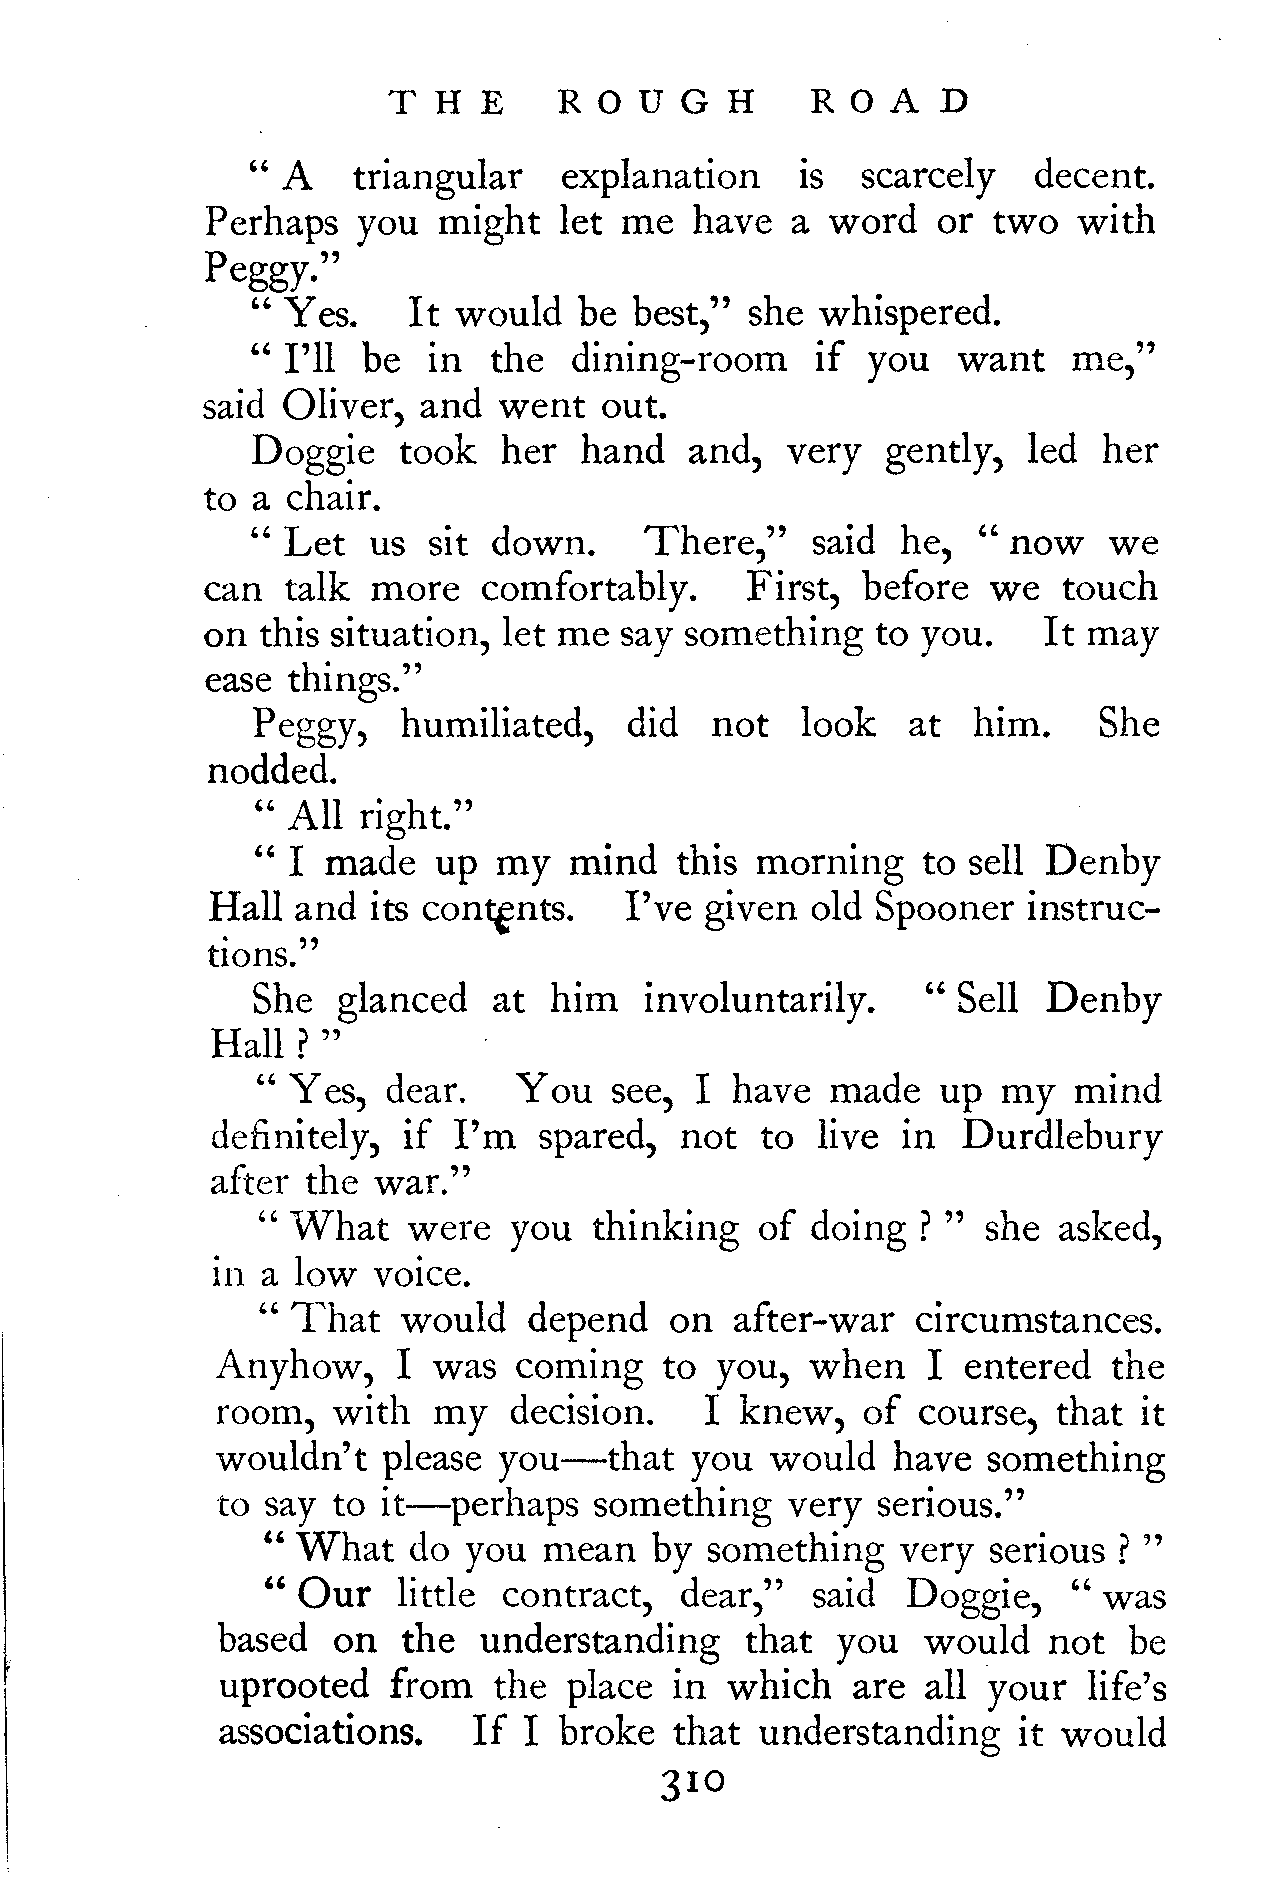 THE ROUGH ROAD
“ A triangular explanation is scarcely decent.
Perhaps you might let me have a word or two with
Peggy.”
“ Yes. It would be best,” she whispered.
“ I’ll be in the dining-room if you want me,”
said Oliver, and went out.
Doggie took her hand and, very gently, led her
to a chair.
“ Let us sit down. There,” said he, “ now we
can talk more comfortably. First, before we touch
on this situation, let me say something to you. It may
ease things.”
Peggy, humiliated, did not look at him. She
nodded.
“ All right.”
“ I made up my mind this morning to sell Denby
Hall and its contents. I’ve given old Spooner instruc-
tions.”
She glanced at him involuntarily. “ Sell Denby
Hall ? ”
“ Yes, dear. You see, I have made up my mind
definitely, if I’m spared, not to live in Durdlebury
after the war.”
“ What were you thinking of doing ? ” she asked,
in a low voice.
“ That would depend on after-war circumstances.
Anyhow, I was coming to you, when I entered the
room, with my decision. I knew, of course, that it
wouldn’t please you—that you would have something
to say to it—perhaps something very serious.”
“ What do you mean by something very serious ? ”
“ Our little contract, dear,” said Doggie, “ was
based on the understanding that you would not be
uprooted from the place in which are all your life’s
associations. If I broke that understanding it would
310